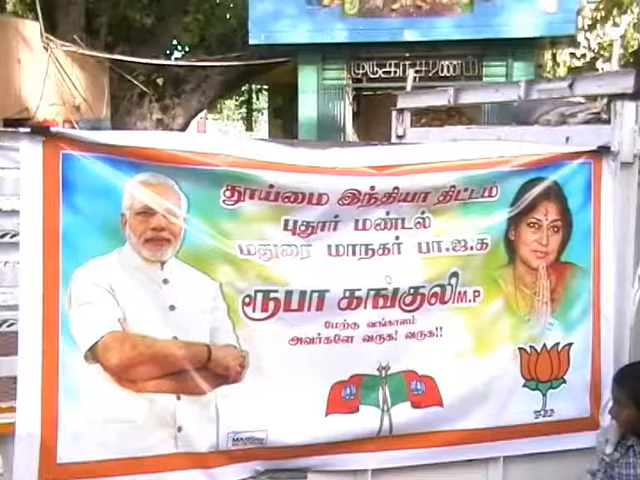 முருகா சரணம்
தூய்மை இந்தியா திட்டம்
புதூர் மண்டல்
மதுரை மாநகர் பா.ஜ.க
ரூபா கங்குலி M.P
மேற்கு வங்காளம்
அவர்களே வருக! வருக!!